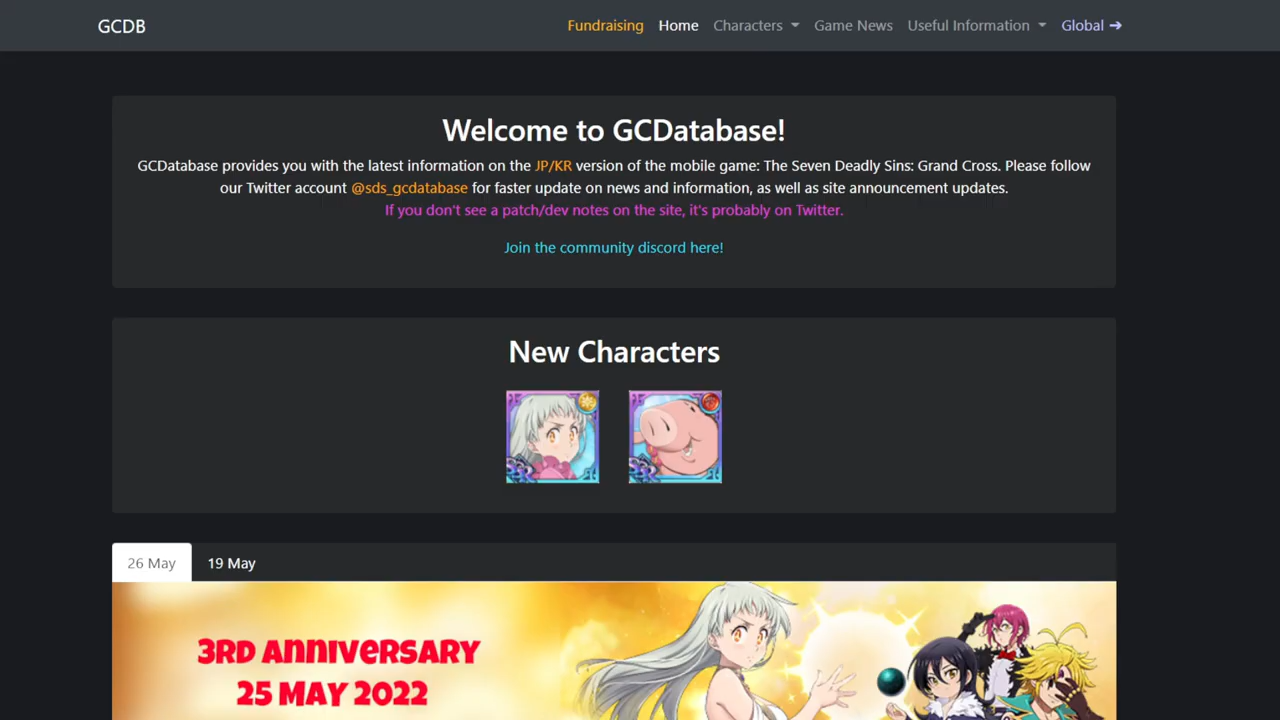 GCDB
Fundraising Home Characters Game News Useful Information Global ➔
Welcome to GCDatabase!
GCDatabase provides you with the latest information on the JP/KR version of the mobile game: The Seven Deadly Sins: Grand Cross. Please follow
our Twitter account @sds_gcdatabase for faster update on news and information, as well as site announcement updates.
If you don't see a patch/dev notes on the site, it's probably on Twitter.
Join the community discord here!
New Characters
26 May 19 May
3RD ANNIVERSARY
25 MAY 2022